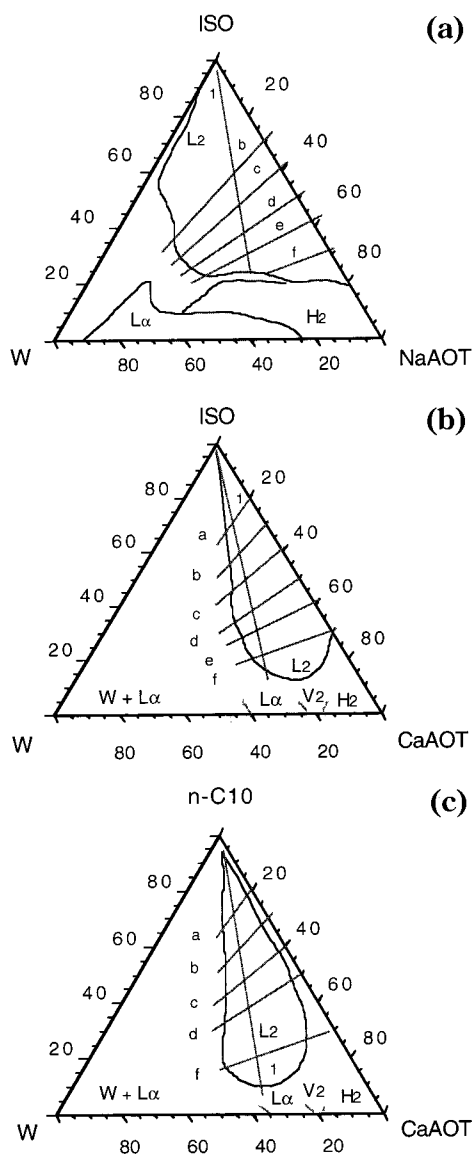 ISO (a)
20
80 1
L2 b 40
60 c
d 60
40 e
f 80
20
Lα H2
W 80 60 40 20 NaAOT
ISO (b)
20
80 1
a 40
60
b
c 60
40
d
e 80
20
f L2
W + Lα Lα V2 H2
W 80 60 40 20 CaAOT
n-C10 (c)
20
80
a 40
60
b
c 60
40
d L2
80
20 f 1
W + Lα Lα V2 H2
W 80 60 40 20 CaAOT